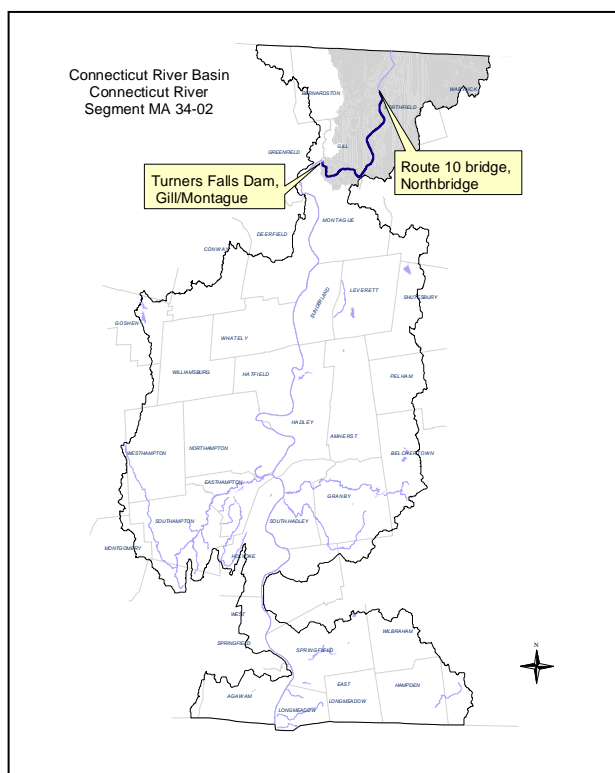 Connecticut River Basin
Connecticut River
Segment MA 34-02
BERNARDSTON
WARWICK
NORTHFIELD
GILL
GREENFIELD
Turners Falls Dam,
Gill/Montague
Route 10 bridge,
Northbridge
MONTAGUE
DEERFIELD
CONWAY
SUNDERLAND
LEVERETT
SHUTESBURY
GOSHEN
WHATELY
WILLIAMSBURG
HATFIELD
PELHAM
HADLEY
AMHERST
WESTHAMPTON
NORTHAMPTON
BELCHERTOWN
EASTHAMPTON
GRANBY
SOUTHAMPTON
SOUTH HADLEY
MONTGOMERY
HOLYOKE
WEST
SPRINGFIELD
WILBRAHAM
SPRINGFIELD
N
EAST
LONGMEADOW
HAMPDEN
AGAWAM
LONGMEADOW